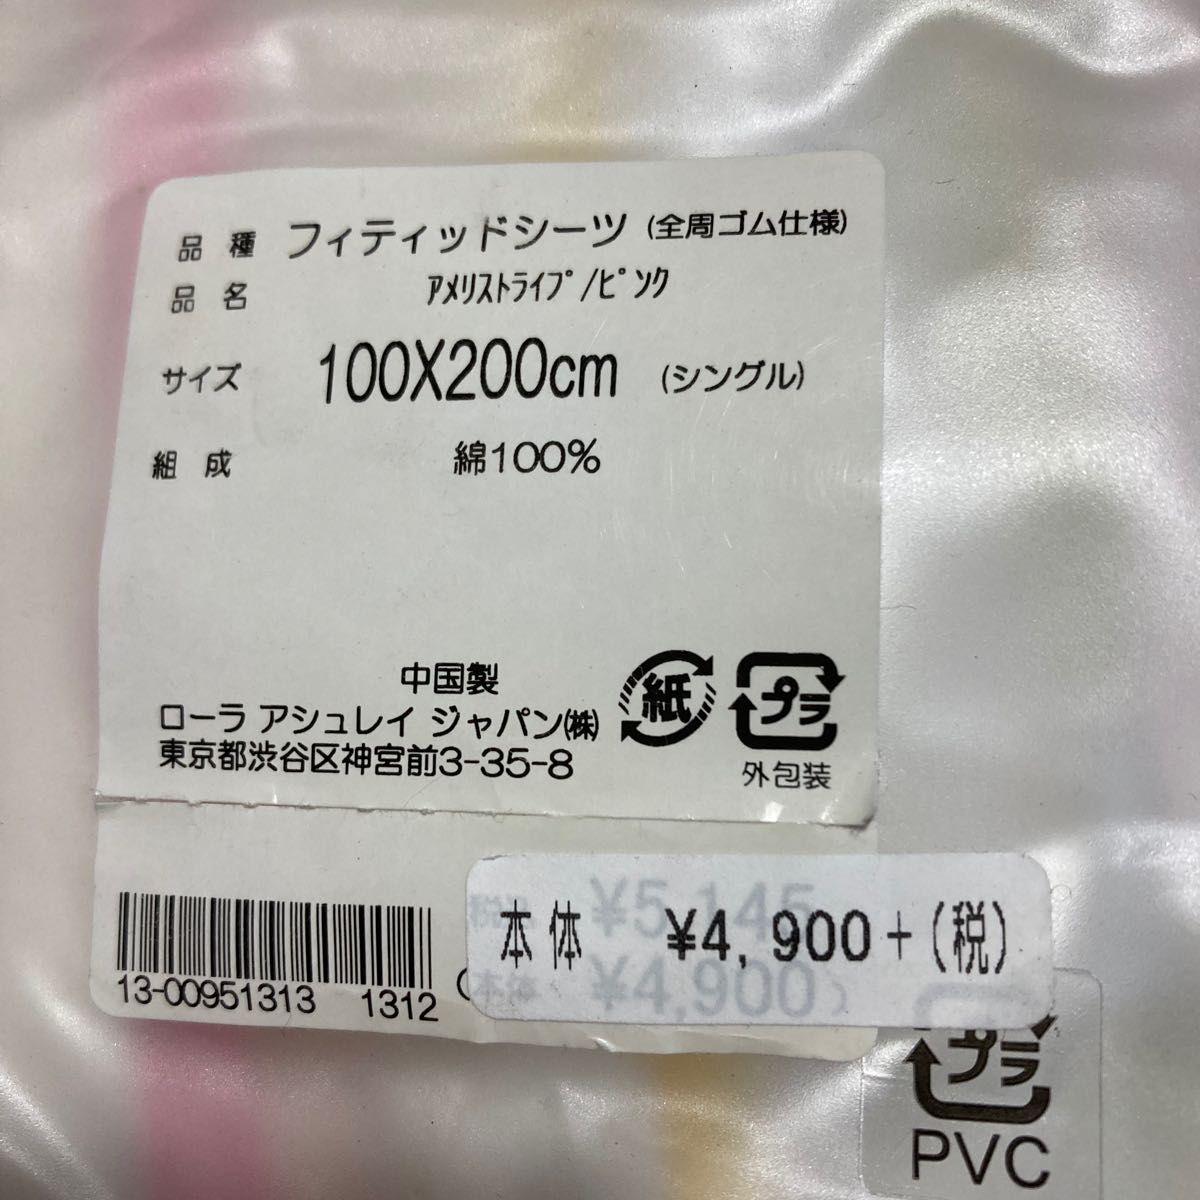 品種 フィティッドシーツ (全周ゴム仕様)
品名 ｱﾒﾘｽﾄﾗｲﾌﾟ/ﾋﾟﾝｸ
サイズ 100X200cm (シングル)
組成 綿100%
中国製
ローラ アシュレイ ジャパン㈱
東京都渋谷区神宮前3-35-8
紙
プラ
外包装
税込 ¥5,145
本体 ¥4,900+(税)
(本体 ¥4,900)
13-00951313 1312
プラ
PVC